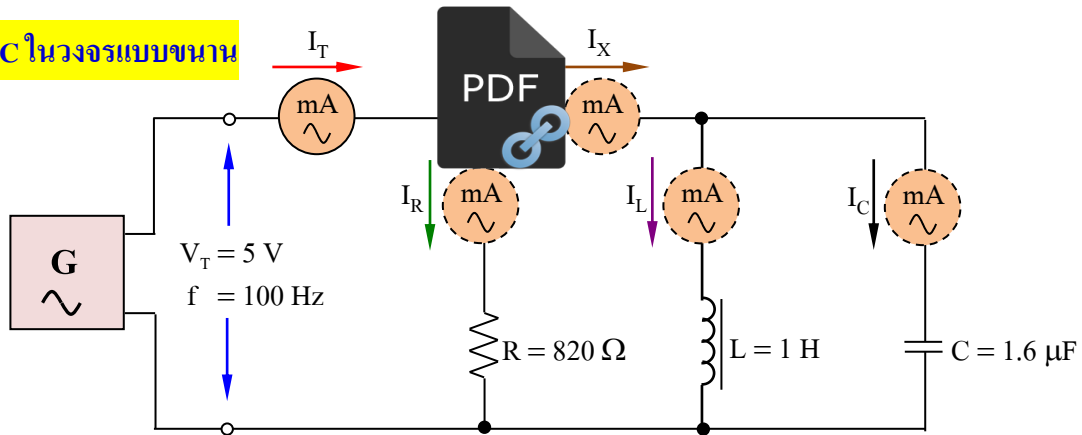 C ในวงจรแบบขนาน
I_T
PDF
I_X
mA
mA
I_R
mA
I_L
mA
I_C
mA
G
V_T = 5 V
f = 100 Hz
R = 820 Ω
L = 1 H
C = 1.6 µF